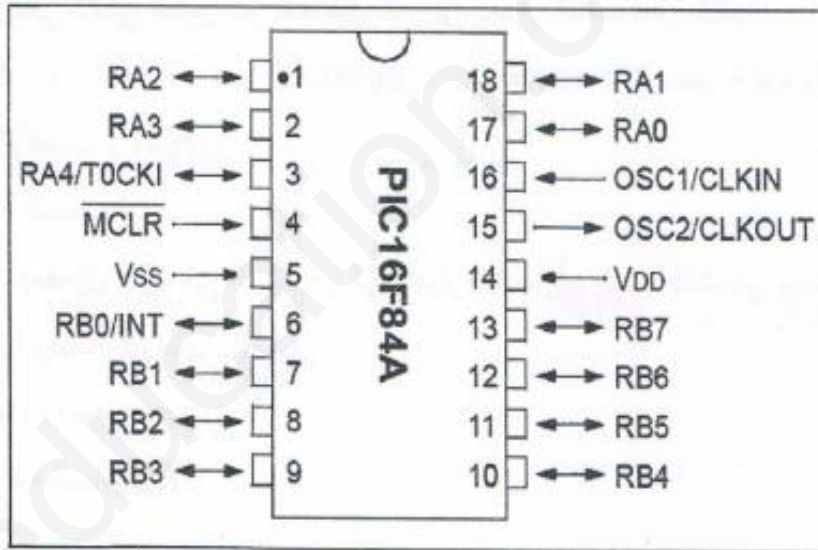 RA2 1 18 RA1
RA3 2 17 RA0
RA4/T0CKI 3 16 OSC1/CLKIN
MCLR 4 15 OSC2/CLKOUT
VSS 5 14 VDD
RB0/INT 6 13 RB7
RB1 7 12 RB6
RB2 8 11 RB5
RB3 9 10 RB4
PIC16F84A